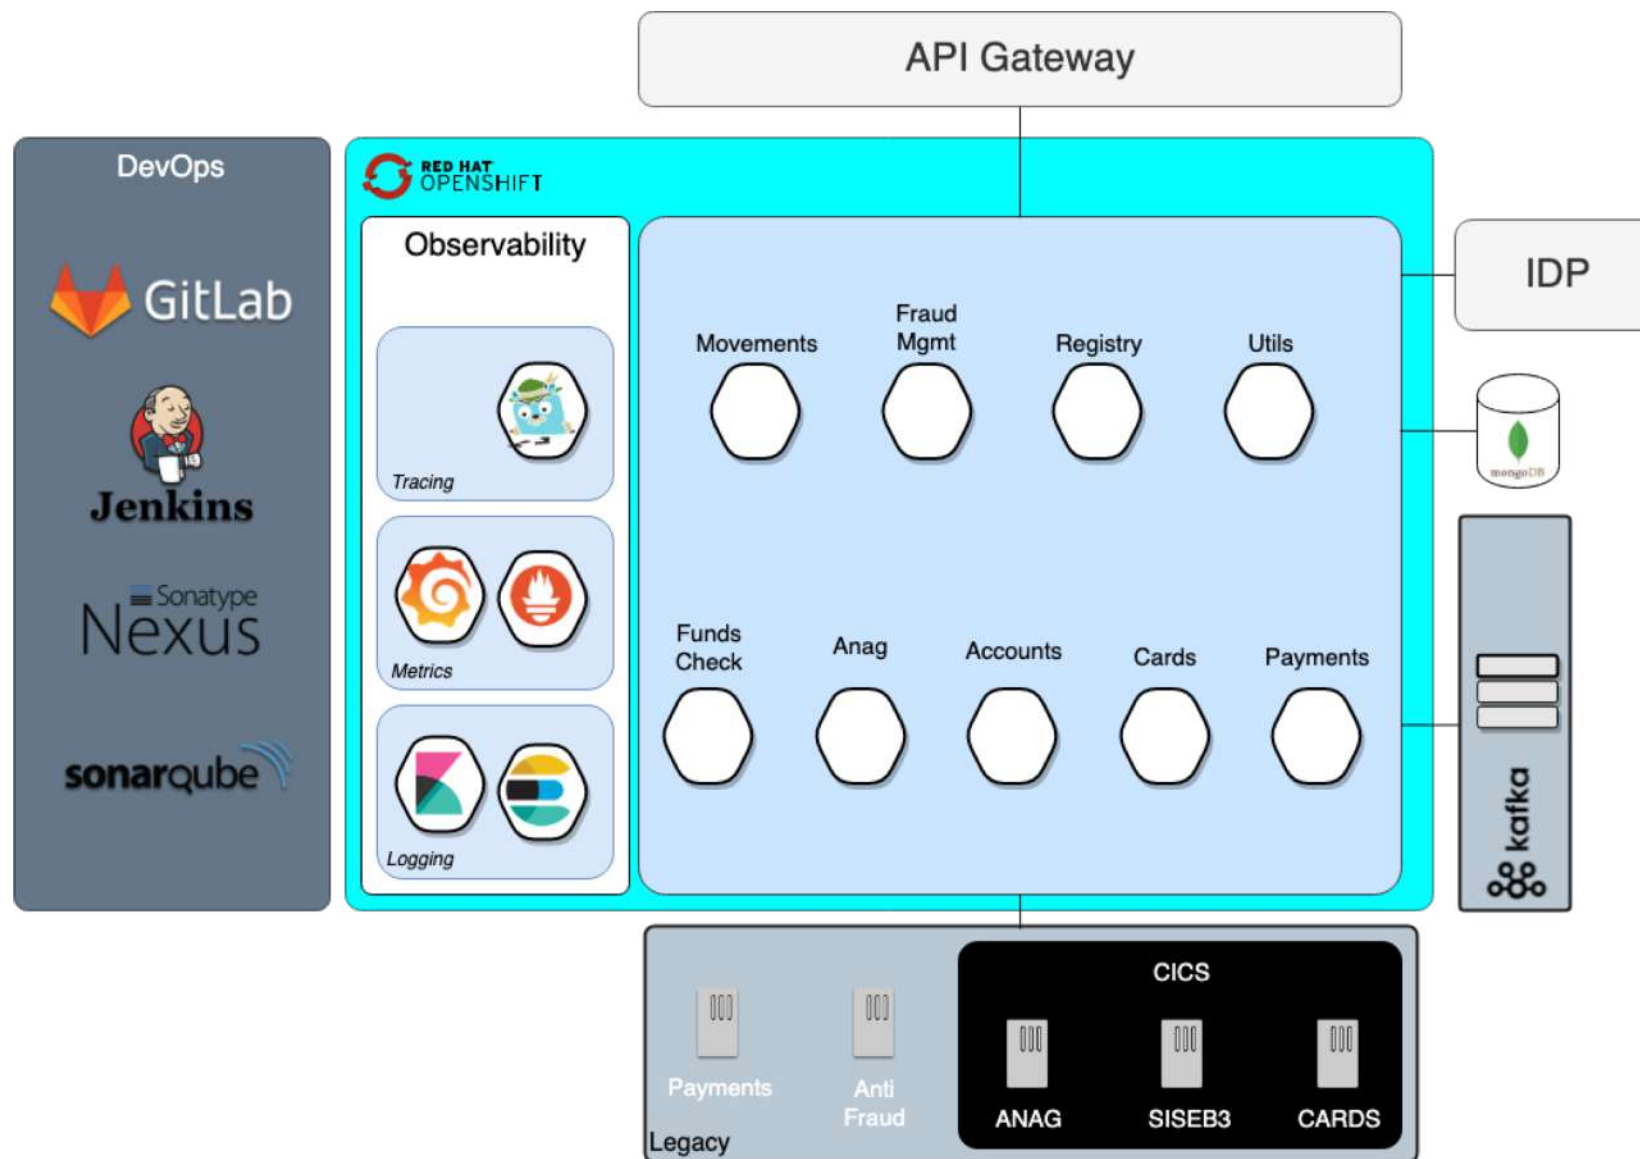 API Gateway
DevOps
RED HAT
OPENSHIFT
Observability
GitLab
IDP
Movements
Fraud
Mgmt
Registry
Utils
Tracing
mongoDB
Jenkins
Sonatype
Nexus
Metrics
Funds
Check
Anag
Accounts
Cards
Payments
sonarqube
Logging
kafka
CICS
Payments
Anti
Fraud
ANAG
SISEB3
CARDS
Legacy